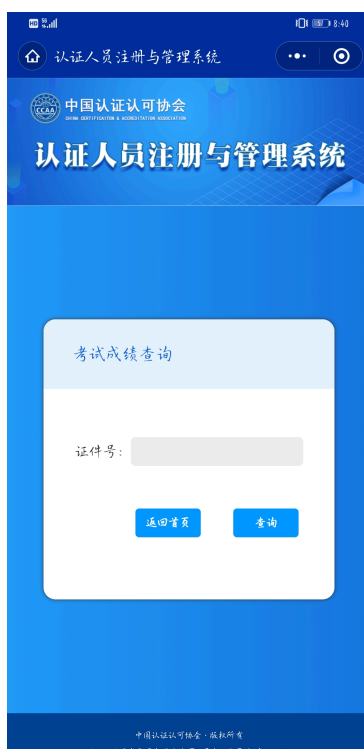 HD 5G 8:40
认证人员注册与管理系统
CCAA 中国认证认可协会
CHINA CERTIFICATION & ACCREDITATION ASSOCIATION
认证人员注册与管理系统
考试成绩查询
证件号:
返回首页 查询
中国认证认可协会·版权所有